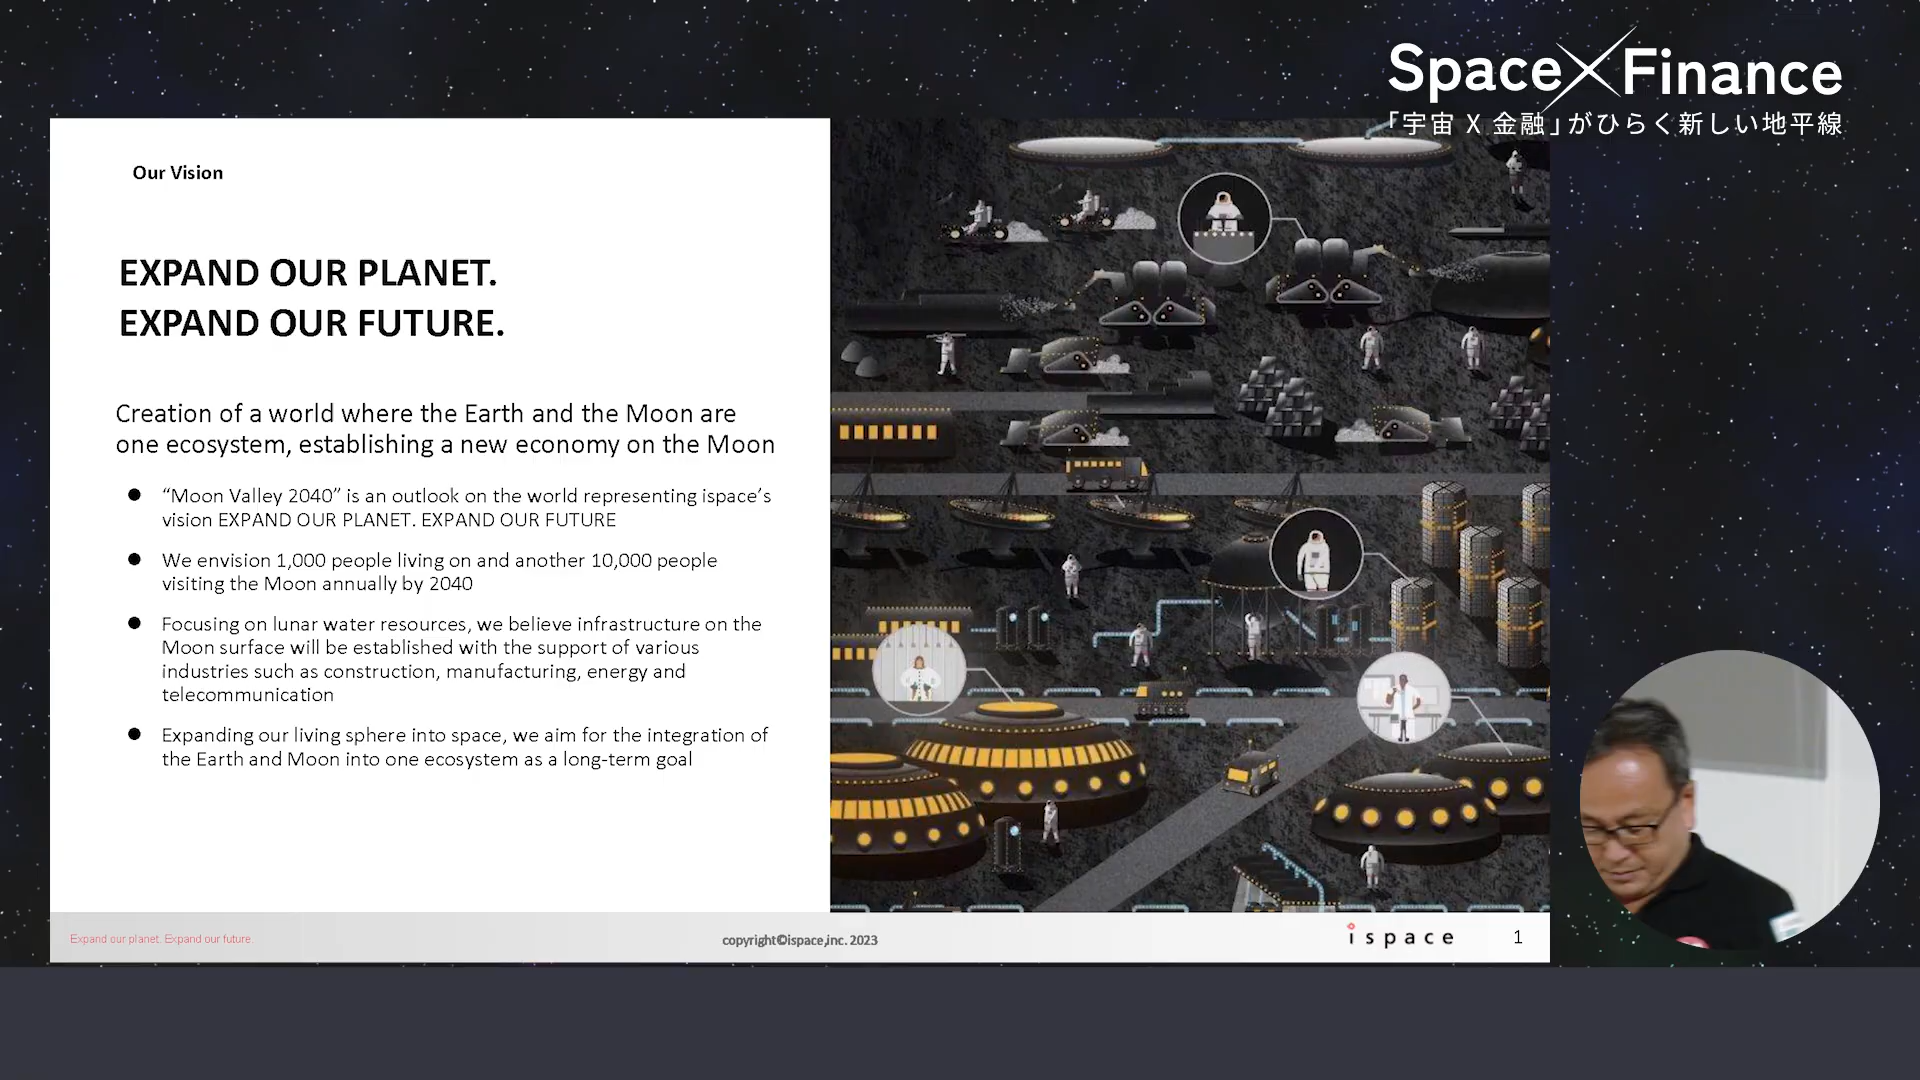 Space X Finance
「宇宙 X 金融」がひらく新しい地平線
Our Vision
EXPAND OUR PLANET.
EXPAND OUR FUTURE.
Creation of a world where the Earth and the Moon are
one ecosystem, establishing a new economy on the Moon
● “Moon Valley 2040” is an outlook on the world representing ispace’s
vision EXPAND OUR PLANET. EXPAND OUR FUTURE
● We envision 1,000 people living on and another 10,000 people
visiting the Moon annually by 2040
● Focusing on lunar water resources, we believe infrastructure on the
Moon surface will be established with the support of various
industries such as construction, manufacturing, energy and
telecommunication
● Expanding our living sphere into space, we aim for the integration of
the Earth and Moon into one ecosystem as a long-term goal
Expand our planet. Expand our future.
copyright©ispace,inc. 2023
ispace
1